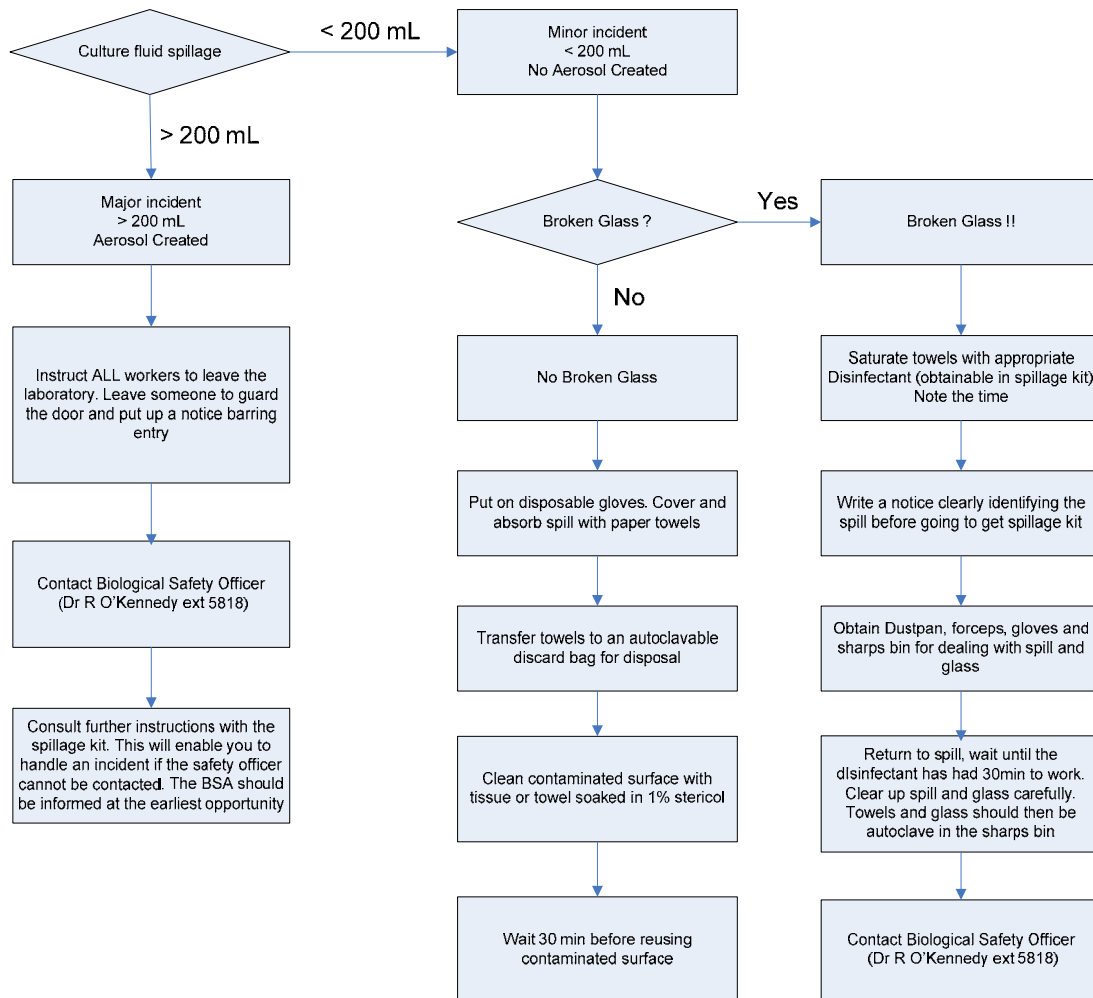 Culture fluid spillage
< 200 mL
Minor incident
< 200 mL
No Aerosol Created
> 200 mL
Major incident
> 200 mL
Aerosol Created
Broken Glass ?
Yes
Broken Glass !!
No
Instruct ALL workers to leave the
laboratory. Leave someone to guard
the door and put up a notice barring
entry
No Broken Glass
Saturate towels with appropriate
Disinfectant (obtainable in spillage kit)
Note the time
Put on disposable gloves. Cover and
absorb spill with paper towels
Write a notice clearly identifying the
spill before going to get spillage kit
Contact Biological Safety Officer
(Dr R O'Kennedy ext 5818)
Transfer towels to an autoclavable
discard bag for disposal
Obtain Dustpan, forceps, gloves and
sharps bin for dealing with spill and
glass
Consult further instructions with the
spillage kit. This will enable you to
handle an incident if the safety officer
cannot be contacted. The BSA should
be informed at the earliest opportunity
Clean contaminated surface with
tissue or towel soaked in 1% stericol
Return to spill, wait until the
dIsinfectant has had 30min to work.
Clear up spill and glass carefully.
Towels and glass should then be
autoclave in the sharps bin
Wait 30 min before reusing
contaminated surface
Contact Biological Safety Officer
(Dr R O'Kennedy ext 5818)